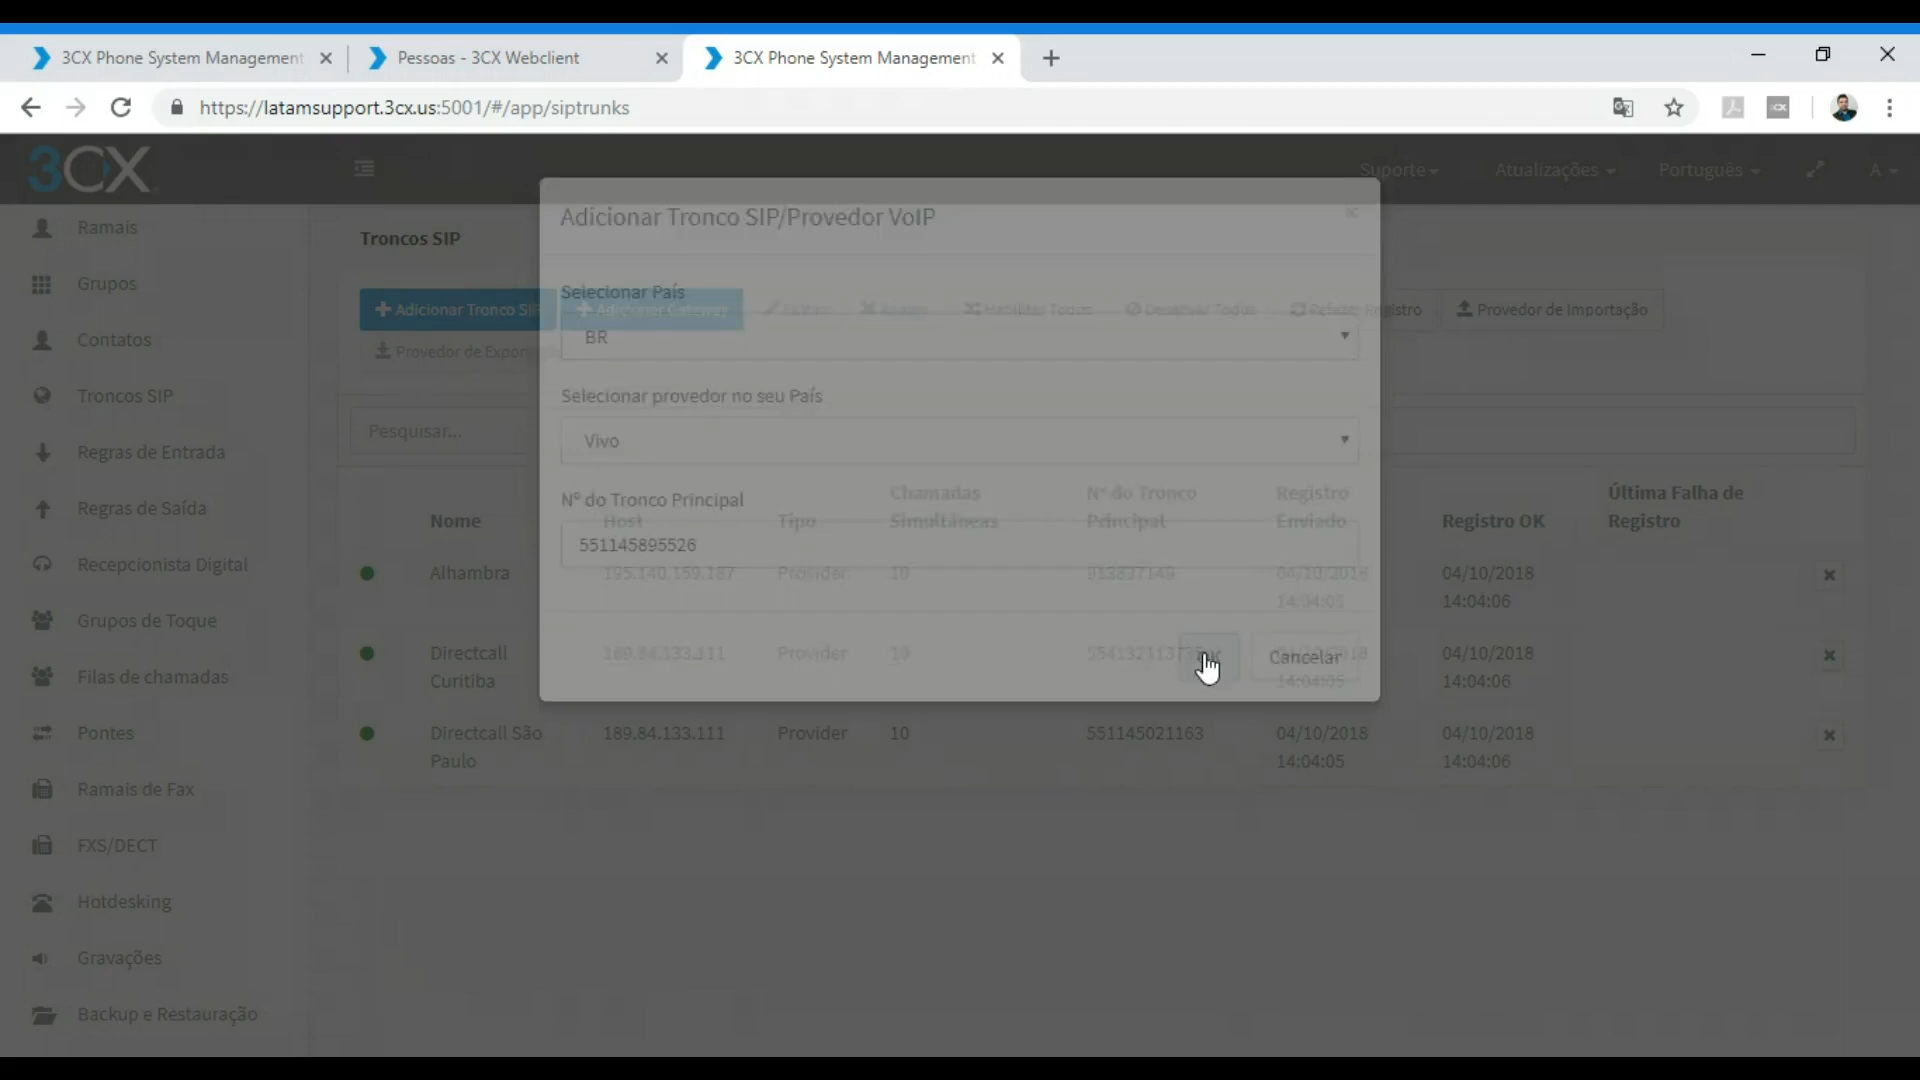 3CX Phone System Management
Pessoas - 3CX Webclient
3CX Phone System Management
https://latamsupport.3cx.us:5001/#/app/siptrunks
3CX
Suporte
Atualizações
Português
A
Ramais
Grupos
Contatos
Troncos SIP
Regras de Entrada
Regras de Saída
Recepcionista Digital
Grupos de Toque
Filas de chamadas
Pontes
Ramais de Fax
FXS/DECT
Hotdesking
Gravações
Backup e Restauração
Troncos SIP
Adicionar Tronco SIP
Adicionar Gateway
Habilitar Tronco
Desativar Tronco
Refazer Registro
Provedor de Importação
Provedor de
Pesquisar...
Adicionar Tronco SIP/Provedor VoIP
Selecionar País
BR
Selecionar provedor no seu País
Vivo
Nº do Tronco Principal
551145895526
OK
Cancelar
Nome
Host
Tipo
Chamadas
Simultâneas
Nº do Tronco
Principal
Registro
Enviado
Registro OK
Última Falha de
Registro
Alhambra
195.140.159.187
Provider
10
913837149
04/10/2018
14:04:05
04/10/2018
14:04:06
Directcall
Curitiba
189.84.133.111
Provider
10
14:04:05
04/10/2018
14:04:06
Directcall São
Paulo
189.84.133.111
Provider
10
551145021163
04/10/2018
14:04:05
04/10/2018
14:04:06